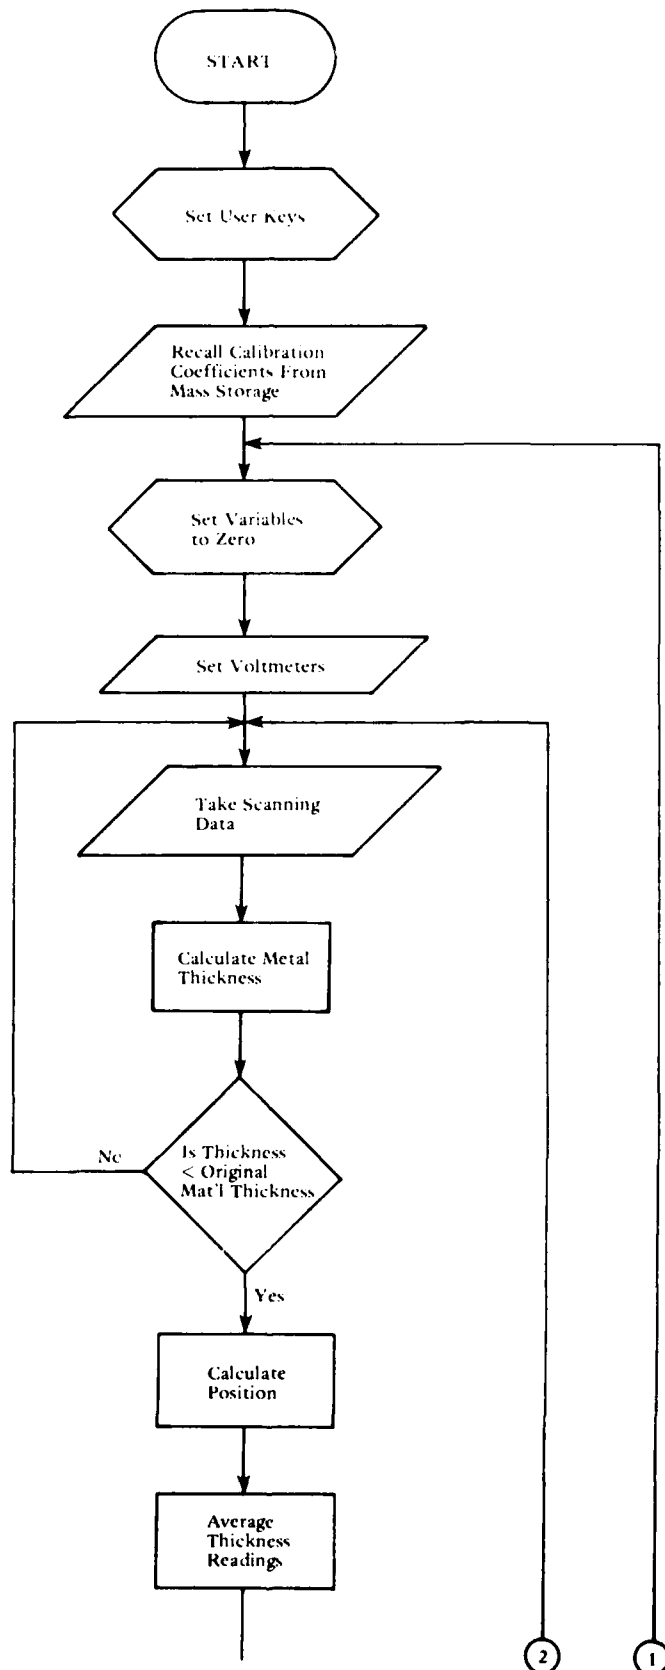 START
Set User Keys
Recall Calibration
Coefficients From
Mass Storage
Set Variables
to Zero
Set Voltmeters
Take Scanning
Data
Calculate Metal
Thickness
No
Is Thickness
< Original
Mat'l Thickness
Yes
Calculate
Position
Average
Thickness
Readings
2
1